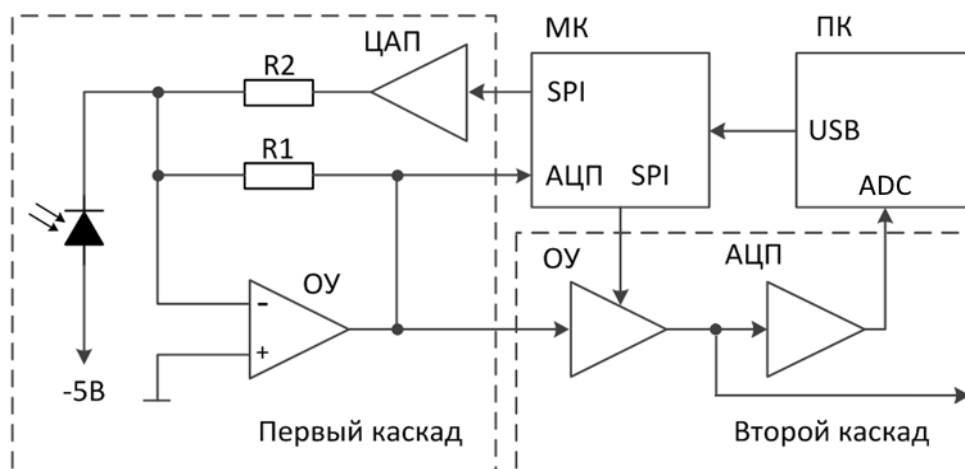 ЦАП
МК
ПК
R2
SPI
USB
R1
АЦП SPI
ADC
ОУ
АЦП
ОУ
-
+
-5В
Первый каскад
Второй каскад